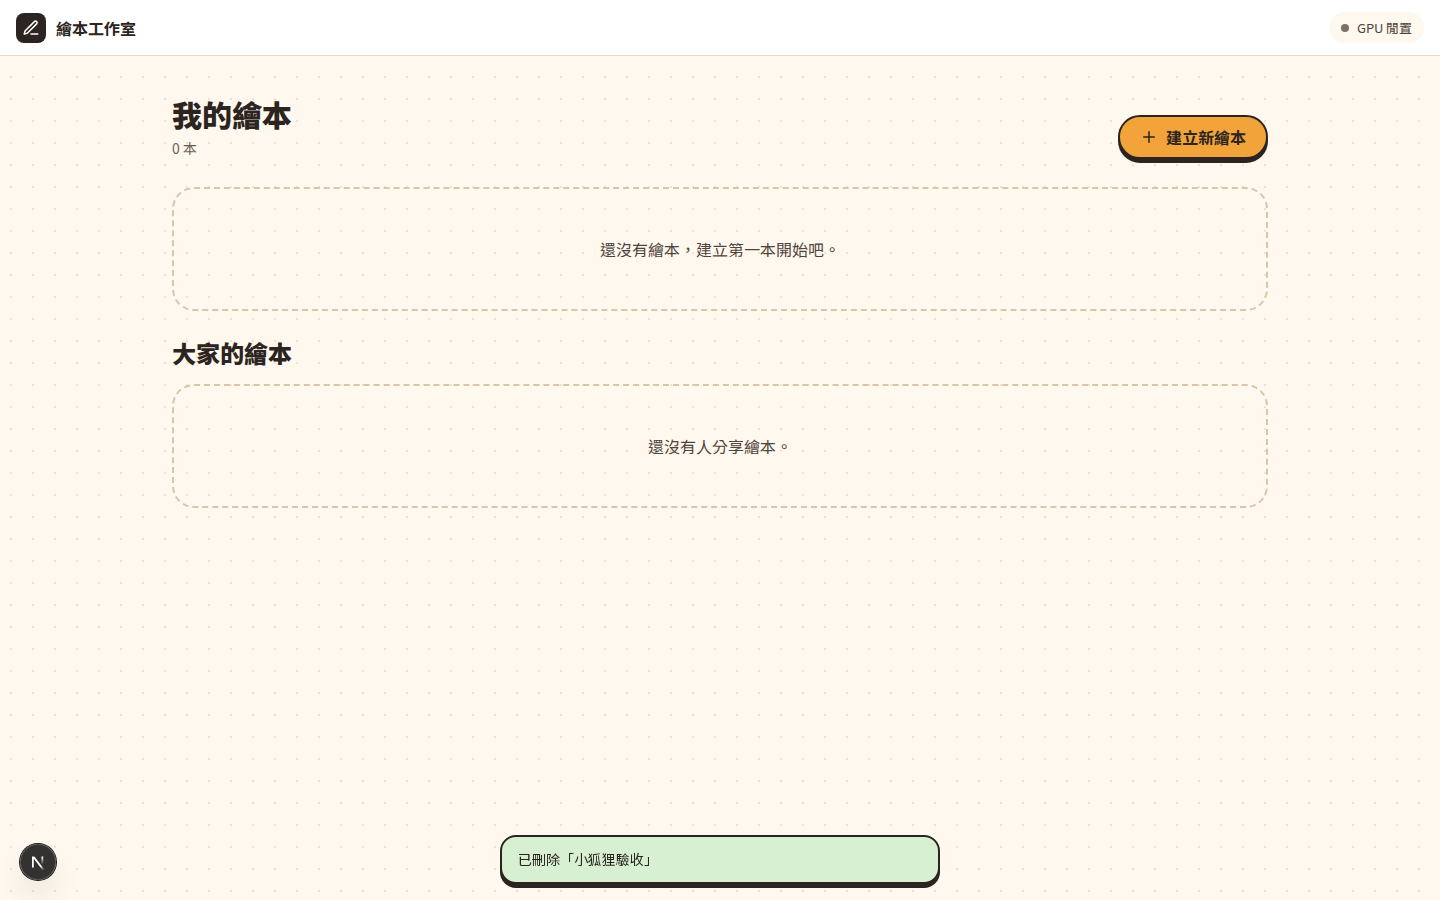 繪本工作室
GPU 閒置
我的繪本
0 本
建立新繪本
還沒有繪本，建立第一本開始吧。
大家的繪本
還沒有人分享繪本。
已刪除「小狐狸驗收」
N